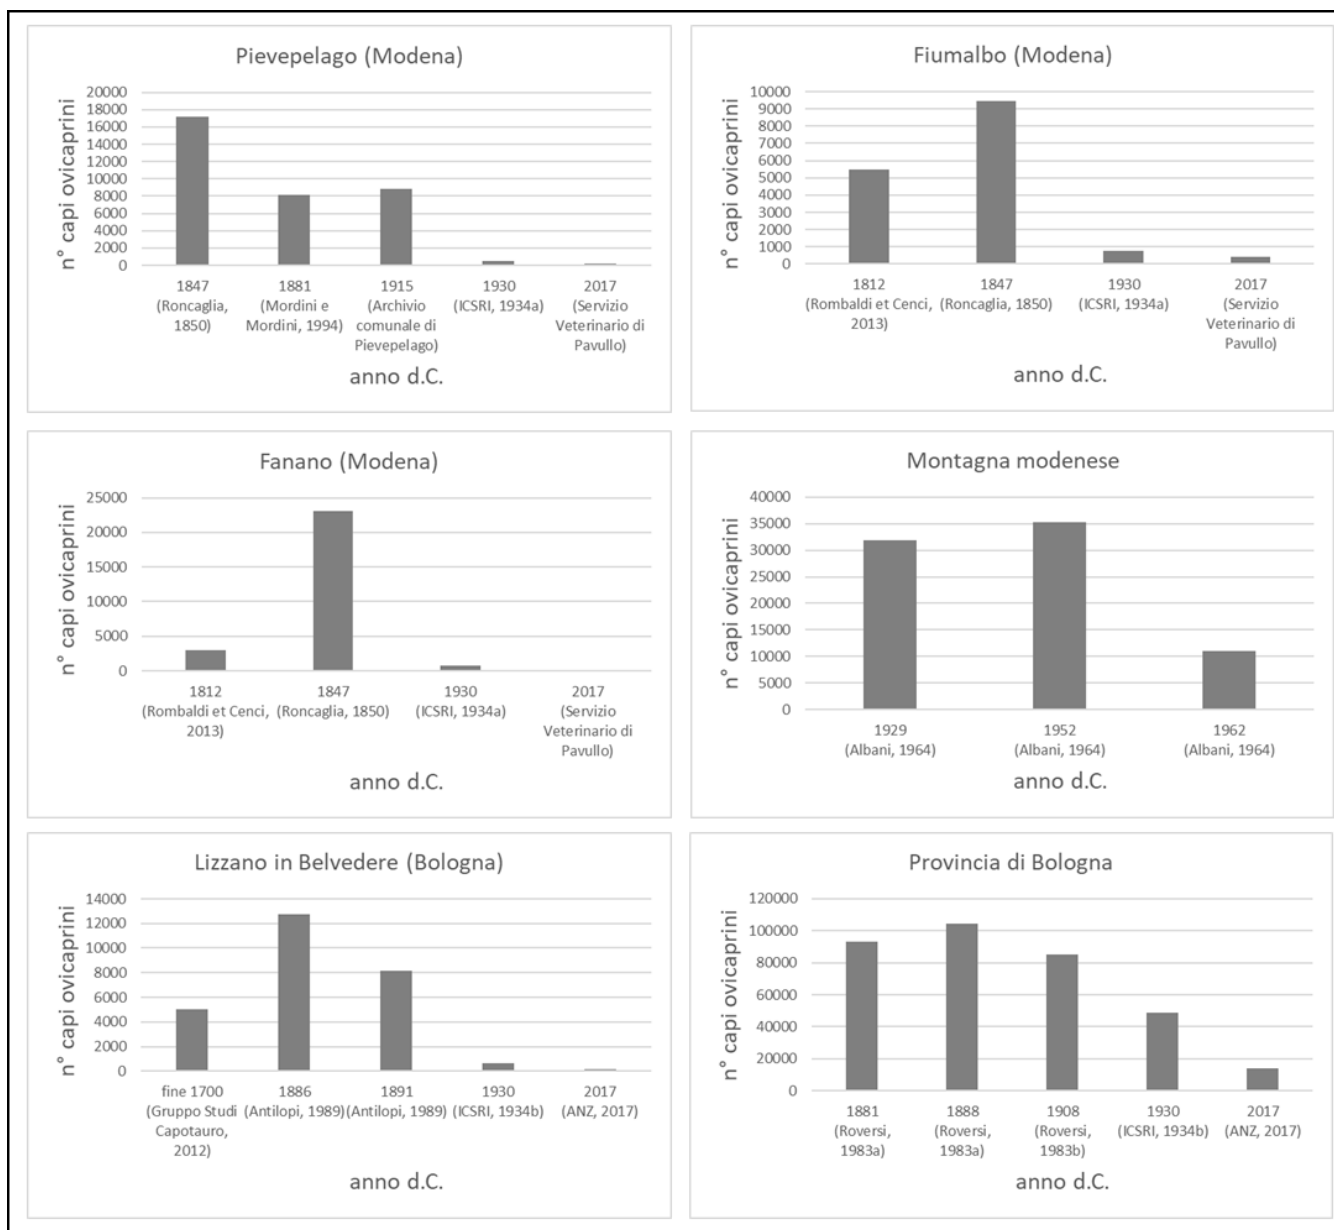 Pievepelago (Modena)
n° capi ovicaprini
20000
18000
16000
14000
12000
10000
8000
6000
4000
2000
0
1847 1881 1915 1930 2017
(Roncaglia, (Mordini e (Archivio (ICSRI, 1934a) (Servizio
1850) Mordini, 1994) comunale di Veterinario di
Pievepelago) Pavullo)
anno d.C.
Fiumalbo (Modena)
n° capi ovicaprini
10000
9000
8000
7000
6000
5000
4000
3000
2000
1000
0
1812 1847 1930 2017
(Rombaldi et Cenci, (Roncaglia, 1850) (ICSRI, 1934a) (Servizio
2013) Veterinario di
Pavullo)
anno d.C.
Fanano (Modena)
n° capi ovicaprini
25000
20000
15000
10000
5000
0
1812 1847 1930 2017
(Rombaldi et Cenci, (Roncaglia, 1850) (ICSRI, 1934a) (Servizio
2013) Veterinario di
Pavullo)
anno d.C.
Montagna modenese
n° capi ovicaprini
40000
35000
30000
25000
20000
15000
10000
5000
0
1929 1952 1962
(Albani, 1964) (Albani, 1964) (Albani, 1964)
anno d.C.
Lizzano in Belvedere (Bologna)
n° capi ovicaprini
14000
12000
10000
8000
6000
4000
2000
0
fine 1700 1886 1891 1930 2017
(Gruppo Studi (Antilopi, 1989) (Antilopi, 1989) (ICSRI, 1934b) (ANZ, 2017)
Capotauro,
2012)
anno d.C.
Provincia di Bologna
n° capi ovicaprini
120000
100000
80000
60000
40000
20000
0
1881 1888 1908 1930 2017
(Roversi, (Roversi, (Roversi, (ICSRI, 1934b) (ANZ, 2017)
1983a) 1983a) 1983b)
anno d.C.